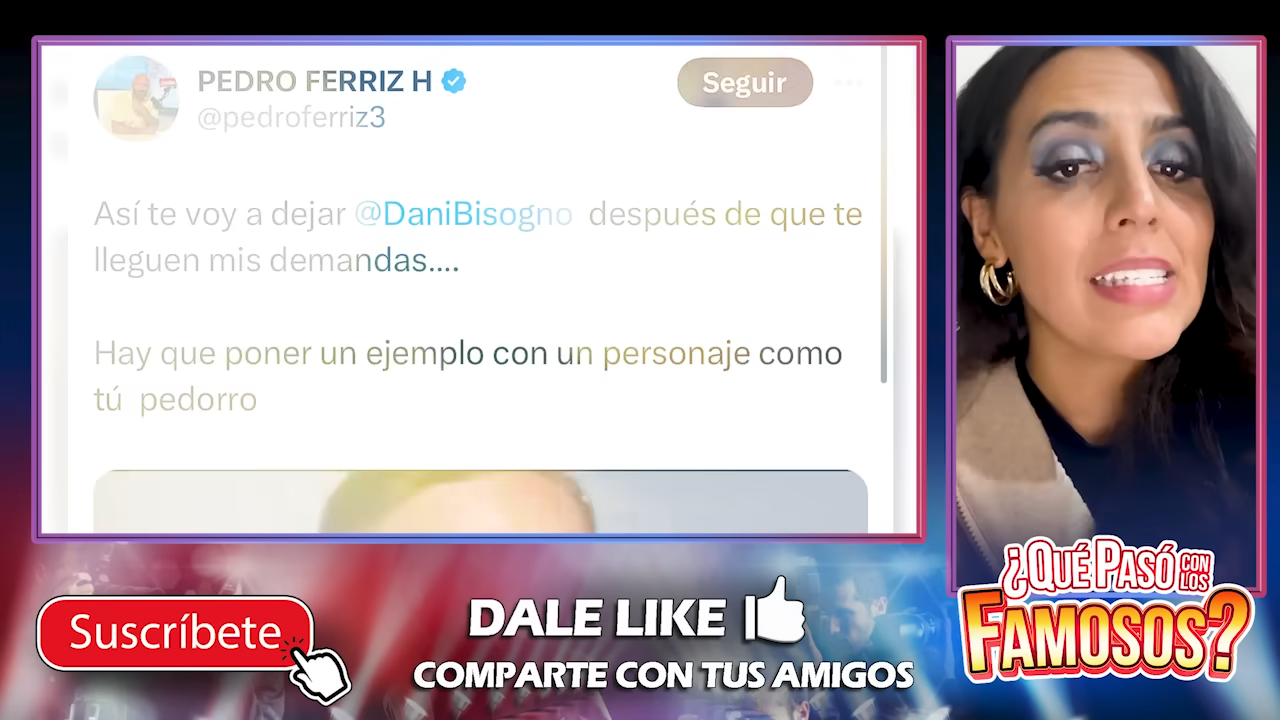 PEDRO FERRIZ H
@pedroferriz3
Seguir
Así te voy a dejar @DaniBisogno después de que te
lleguen mis demandas....
Hay que poner un ejemplo con un personaje como
tú pedorro
Suscríbete
DALE LIKE
COMPARTE CON TUS AMIGOS
¿QUÉ PASÓ CON LOS
FAMOSOS?